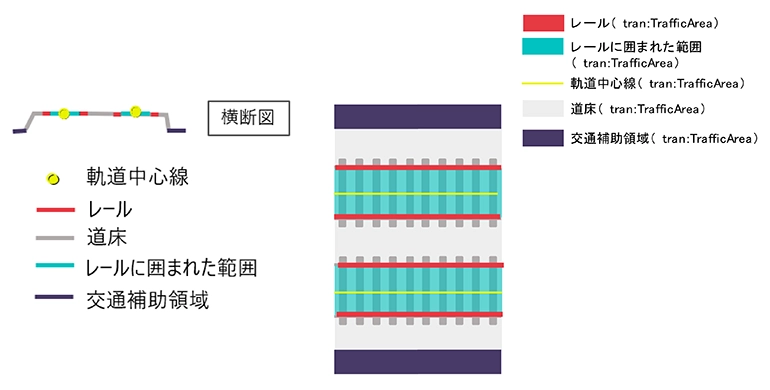 横断図
軌道中心線
レール
道床
レールに囲まれた範囲
交通補助領域
レール( tran:TrafficArea)
レールに囲まれた範囲
( tran:TrafficArea)
軌道中心線( tran:TrafficArea)
道床( tran:TrafficArea)
交通補助領域( tran:TrafficArea)